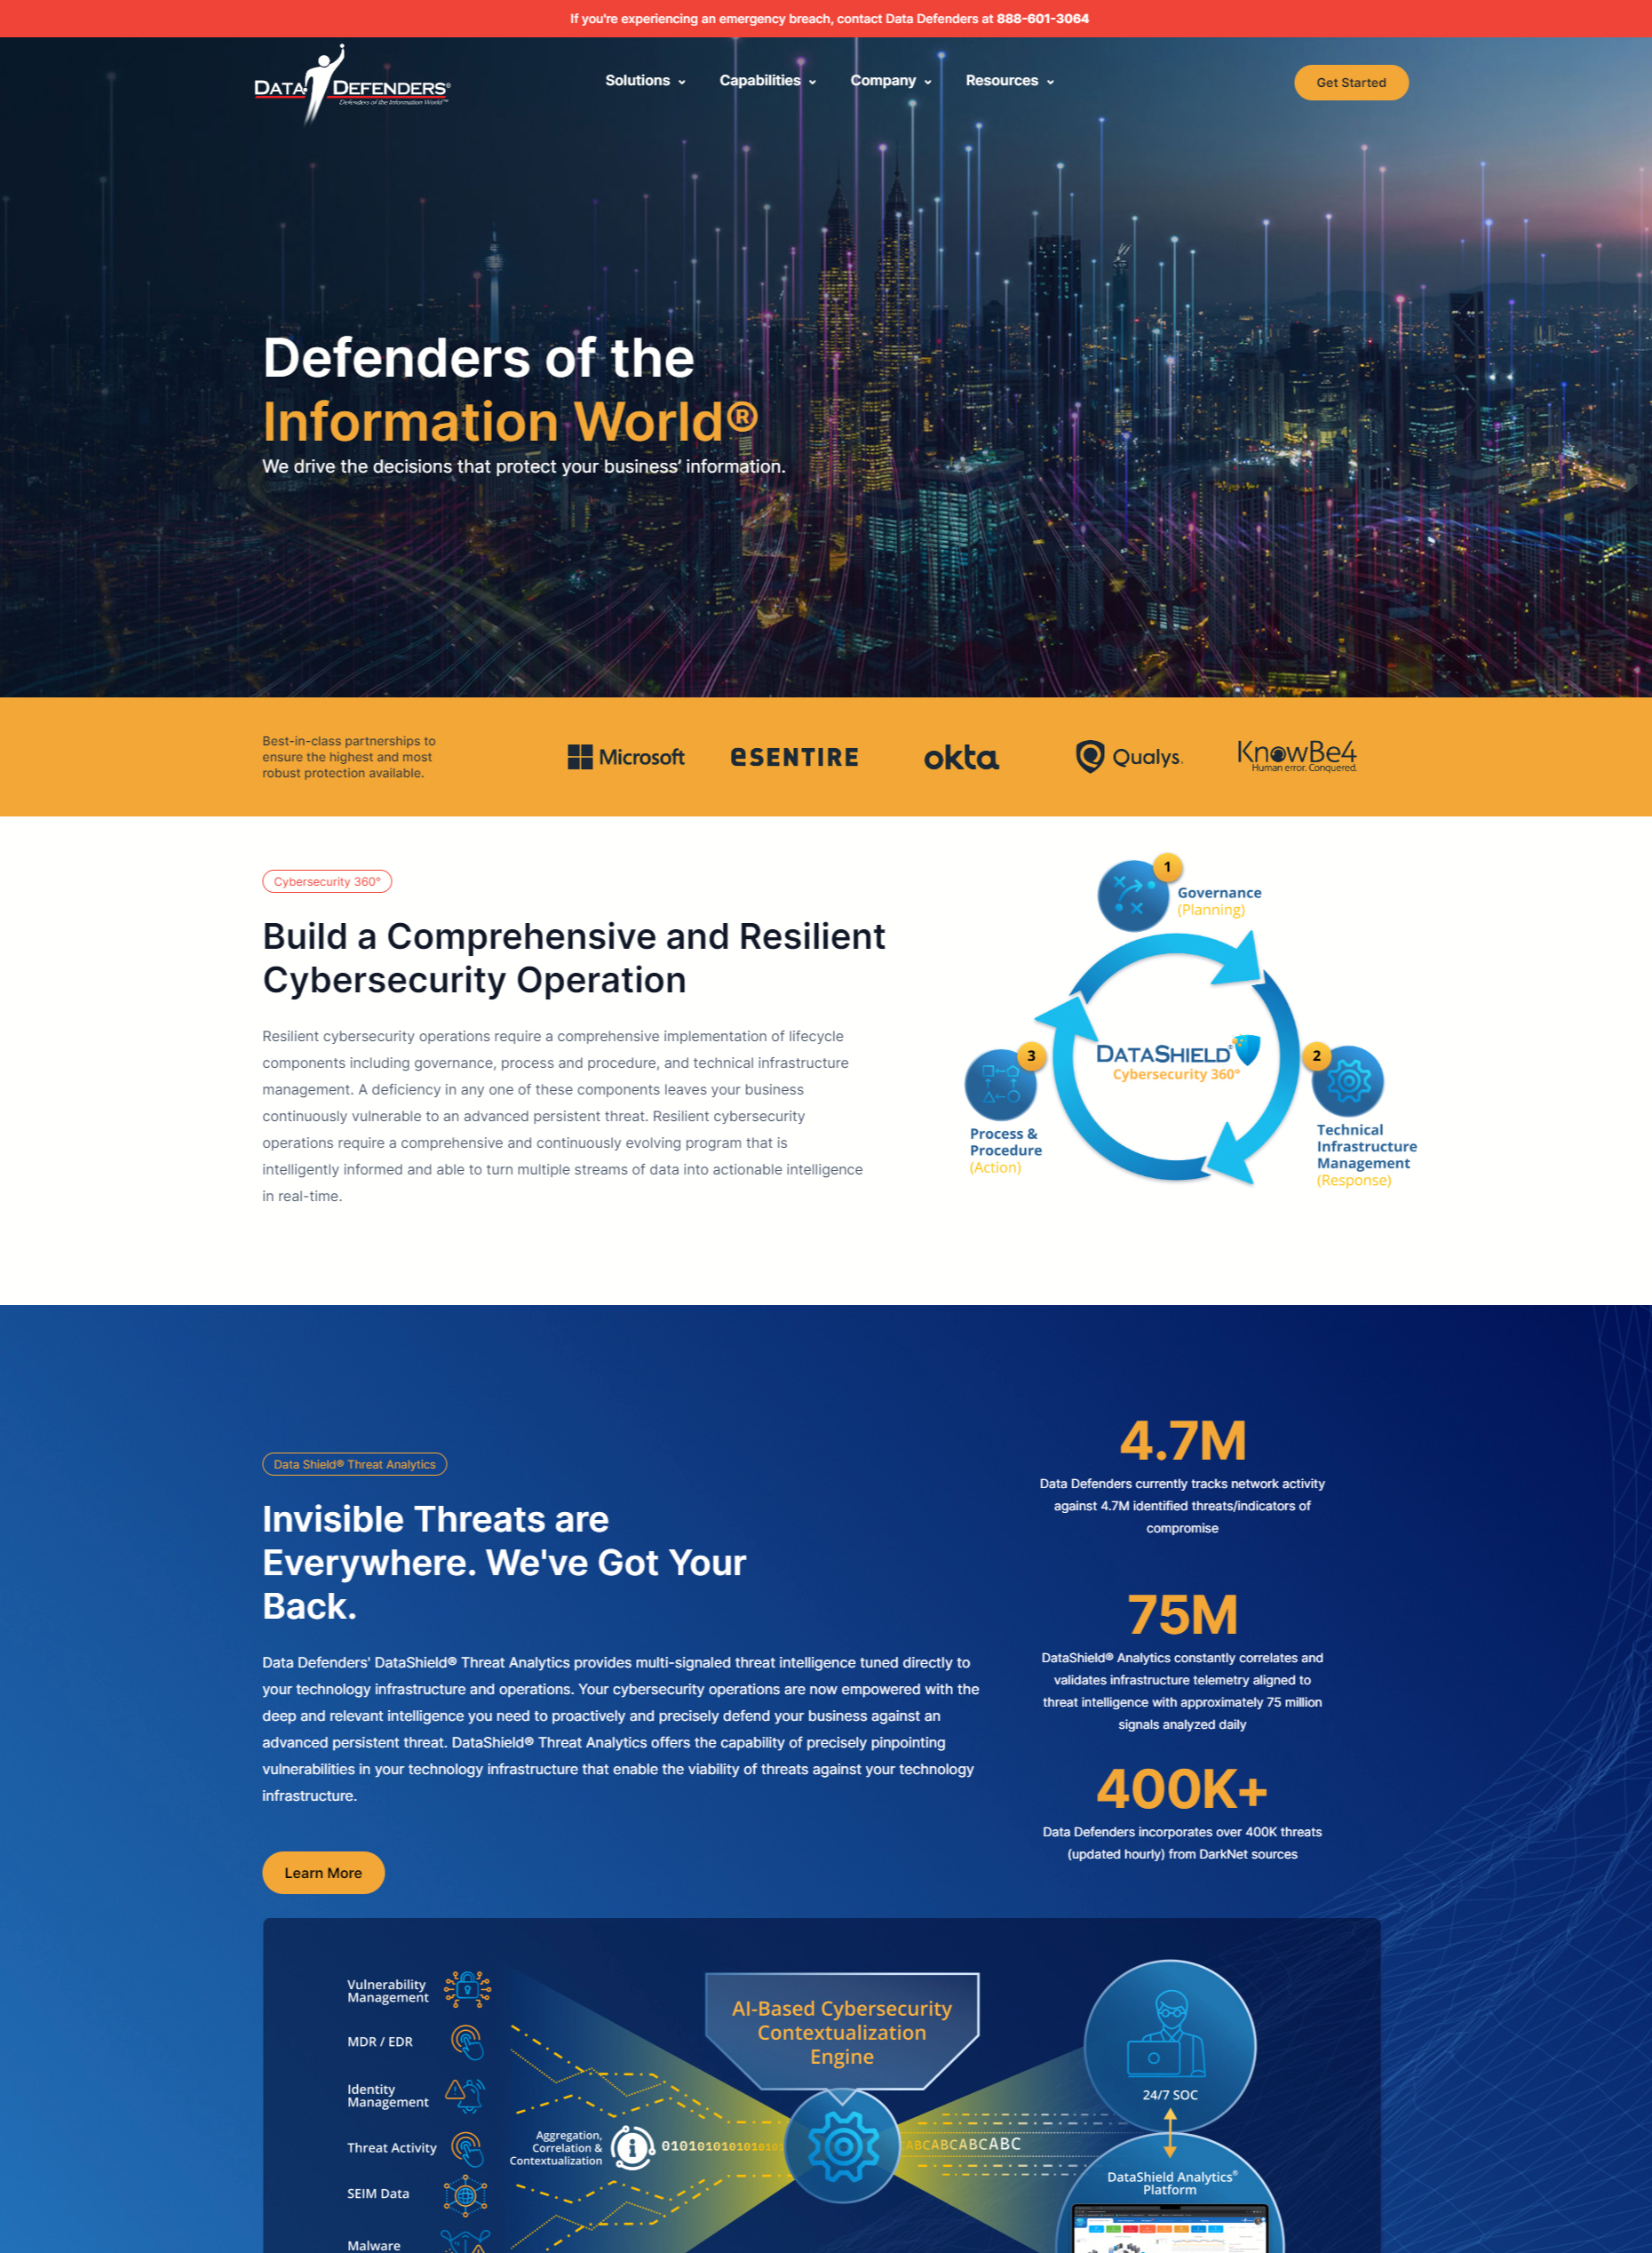 If you're experiencing an emergency breach, contact Data Defenders at 888-601-3064
DATA DEFENDERS®
Defenders of the Information World™
Solutions
Capabilities
Company
Resources
Get Started
Defenders of the
Information World®
We drive the decisions that protect your business' information.
Best-in-class partnerships to
ensure the highest and most
robust protection available.
Microsoft
eSENTIRE
okta
Qualys.
KnowBe4
Human error. Conquered.
Cybersecurity 360°
Build a Comprehensive and Resilient
Cybersecurity Operation
Resilient cybersecurity operations require a comprehensive implementation of lifecycle
components including governance, process and procedure, and technical infrastructure
management. A deficiency in any one of these components leaves your business
continuously vulnerable to an advanced persistent threat. Resilient cybersecurity
operations require a comprehensive and continuously evolving program that is
intelligently informed and able to turn multiple streams of data into actionable intelligence
in real-time.
1
Governance
(Planning)
DATASHIELD®
Cybersecurity 360°
3
Process &
Procedure
(Action)
2
Technical
Infrastructure
Management
(Response)
Data Shield® Threat Analytics
Invisible Threats are
Everywhere. We've Got Your
Back.
Data Defenders' DataShield® Threat Analytics provides multi-signaled threat intelligence tuned directly to
your technology infrastructure and operations. Your cybersecurity operations are now empowered with the
deep and relevant intelligence you need to proactively and precisely defend your business against an
advanced persistent threat. DataShield® Threat Analytics offers the capability of precisely pinpointing
vulnerabilities in your technology infrastructure that enable the viability of threats against your technology
infrastructure.
Learn More
4.7M
Data Defenders currently tracks network activity
against 4.7M identified threats/indicators of
compromise
75M
DataShield® Analytics constantly correlates and
validates infrastructure telemetry aligned to
threat intelligence with approximately 75 million
signals analyzed daily
400K+
Data Defenders incorporates over 400K threats
(updated hourly) from DarkNet sources
Vulnerability
Management
MDR / EDR
Identity
Management
Threat Activity
SEIM Data
Malware
Aggregation,
Correlation &
Contextualization
0101010101010101
AI-Based Cybersecurity
Contextualization
Engine
ABCABCABCABC
24/7 SOC
DataShield Analytics®
Platform